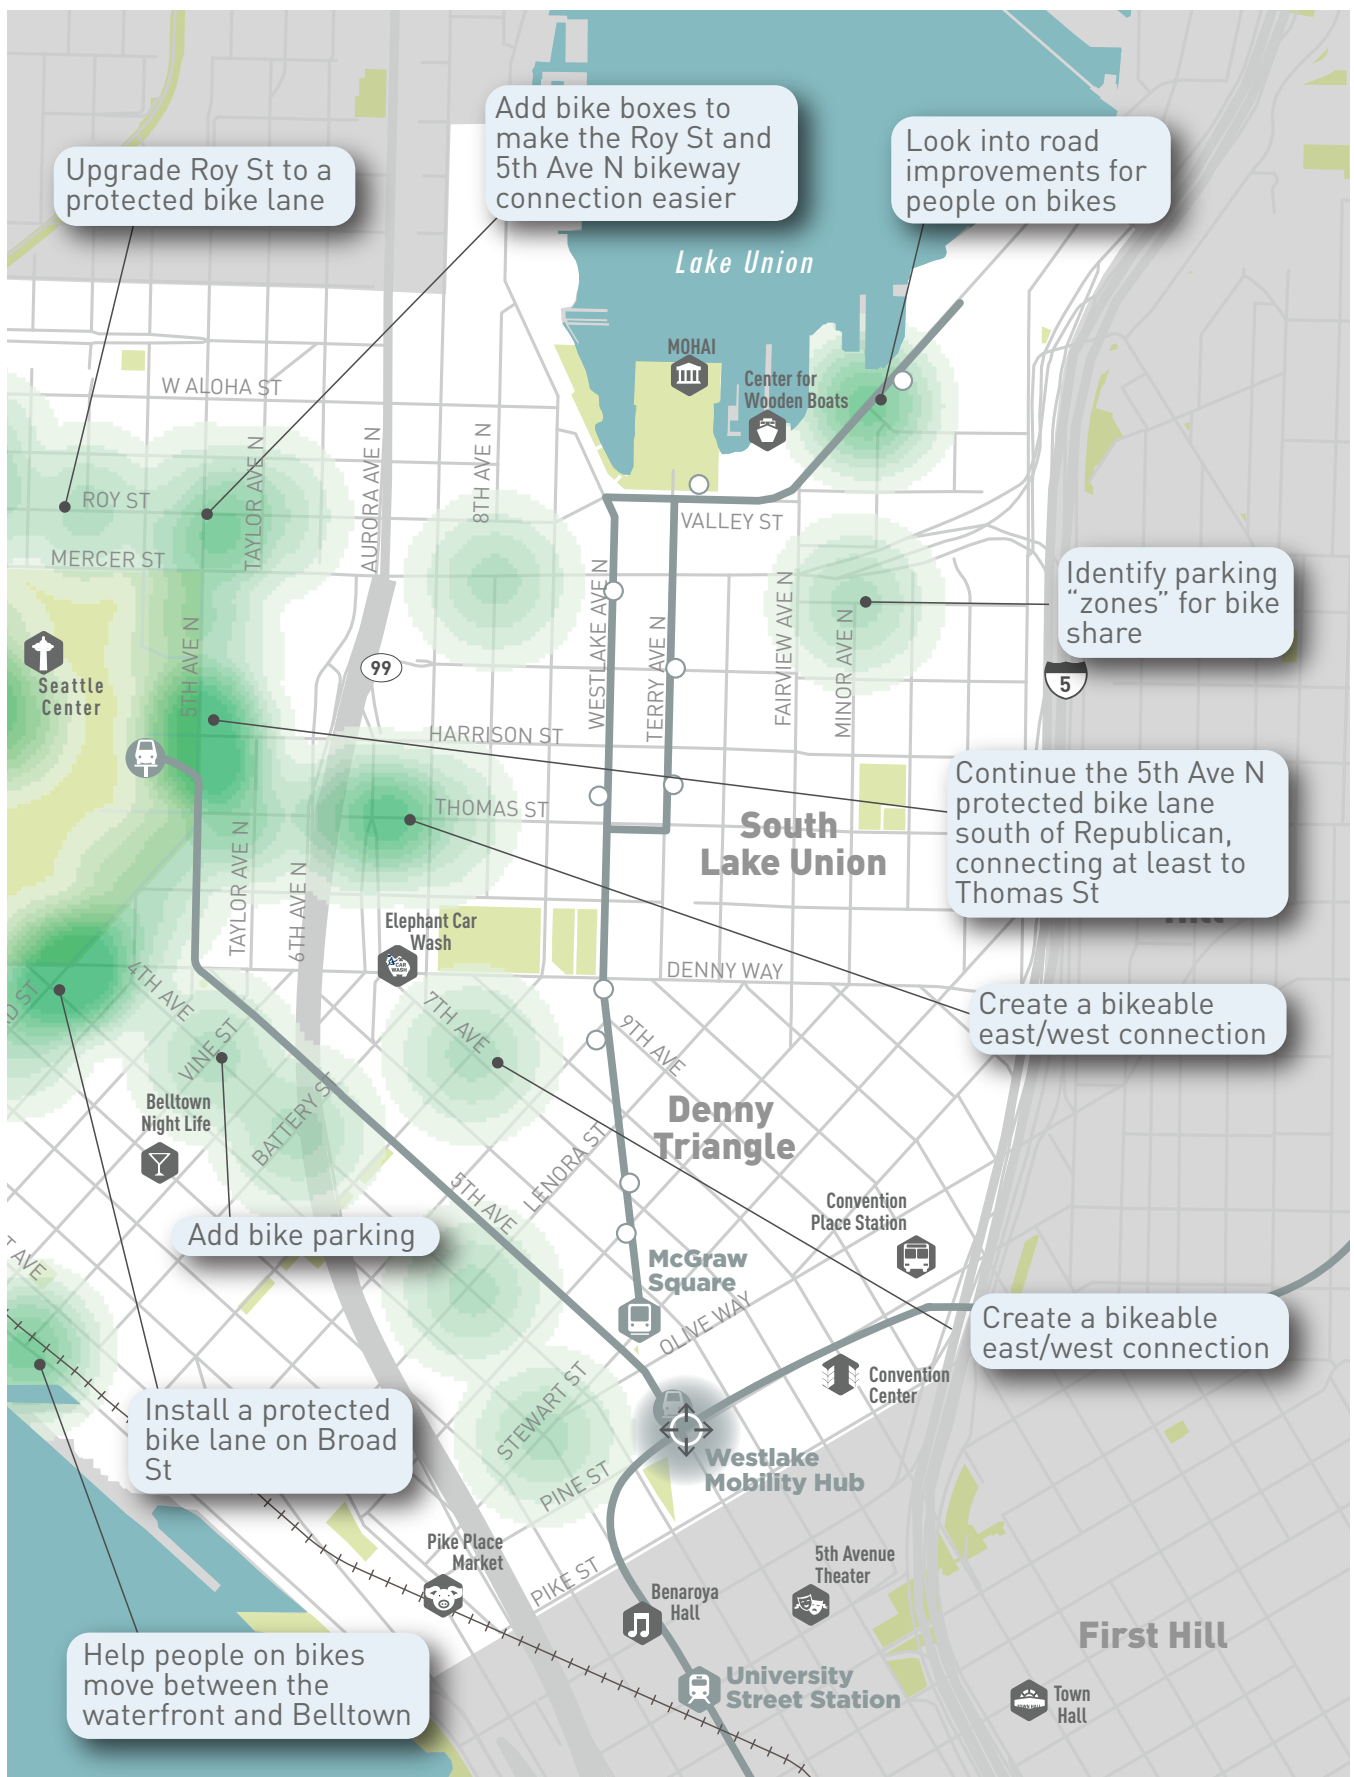 Add bike boxes to
make the Roy St and
5th Ave N bikeway
connection easier
Upgrade Roy St to a
protected bike lane
Look into road
improvements for
people on bikes
Lake Union
MOHAI
Center for
Wooden Boats
W ALOHA ST
TAYLOR AVE N
AURORA AVE N
8TH AVE N
ROY ST
VALLEY ST
MERCER ST
Identify parking
“zones” for bike
share
5TH AVE N
WESTLAKE AVE N
TERRY AVE N
FAIRVIEW AVE N
MINOR AVE N
Seattle
Center
99
5
HARRISON ST
THOMAS ST
Continue the 5th Ave N
protected bike lane
south of Republican,
connecting at least to
Thomas St
South
Lake Union
TAYLOR AVE N
6TH AVE N
Elephant Car
Wash
CAR
WASH
DENNY WAY
4TH AVE
7TH AVE
9TH AVE
Create a bikeable
east/west connection
VINE ST
BATTERY ST
Belltown
Night Life
Denny
Triangle
LENORA ST
5TH AVE
Add bike parking
Convention
Place Station
McGraw
Square
OLIVE WAY
Create a bikeable
east/west connection
Convention
Center
STEWART ST
Install a protected
bike lane on Broad
St
PINE ST
Westlake
Mobility Hub
Pike Place
Market
PIKE ST
5th Avenue
Theater
Benaroya
Hall
First Hill
Help people on bikes
move between the
waterfront and Belltown
University
Street Station
Town
Hall
TOWN HALL